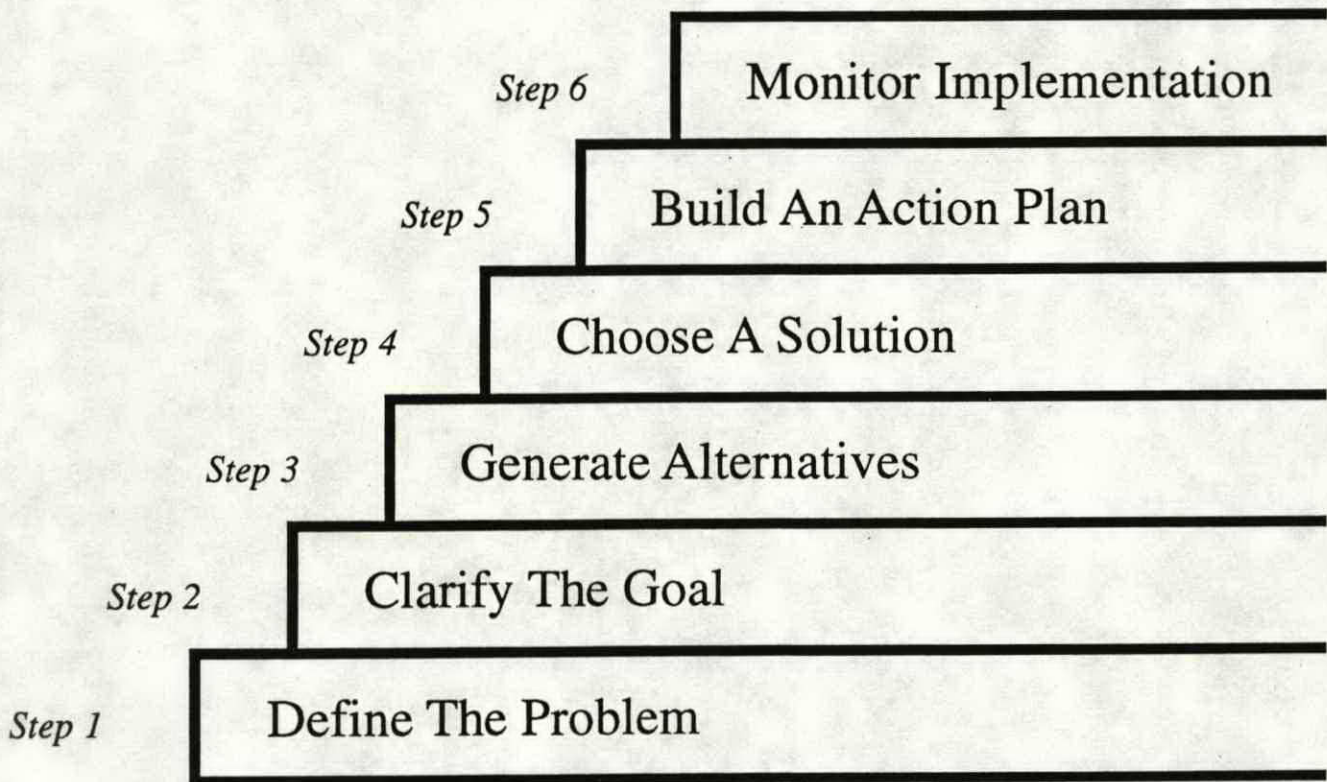 Step 6 Monitor Implementation
Step 5 Build An Action Plan
Step 4 Choose A Solution
Step 3 Generate Alternatives
Step 2 Clarify The Goal
Step 1 Define The Problem